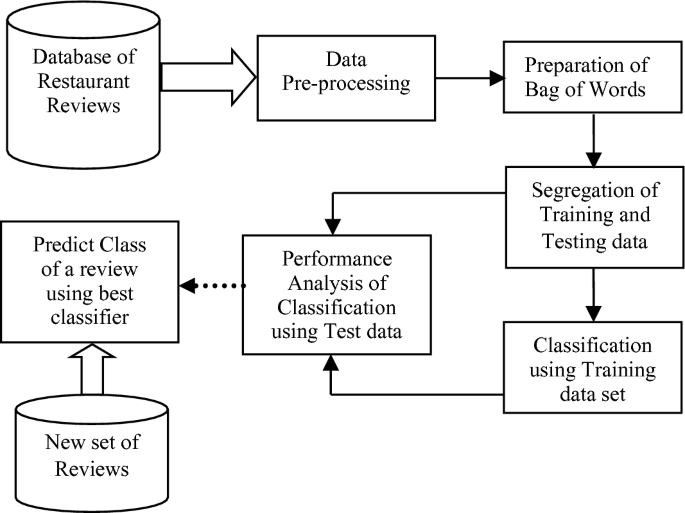 Database of
Restaurant
Reviews
Data
Pre-processing
Preparation of
Bag of Words
Segregation of
Training and
Testing data
Predict Class
of a review
using best
classifier
Performance
Analysis of
Classification
using Test data
Classification
using Training
data set
New set of
Reviews